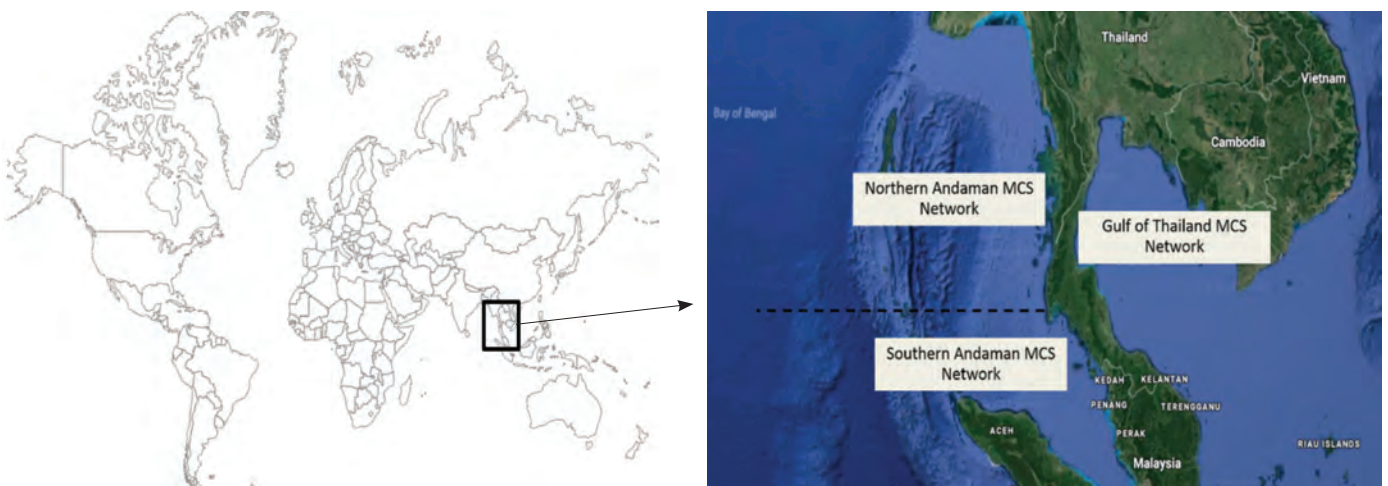 Thailand
Vietnam
Bay of Bengal
Cambodia
Northern Andaman MCS
Network
Gulf of Thailand MCS
Network
Southern Andaman MCS
Network
KEDAH
KELANTAN
PENANG
TERENGGANU
ACEH
PERAK
RIAU ISLANDS
Malaysia